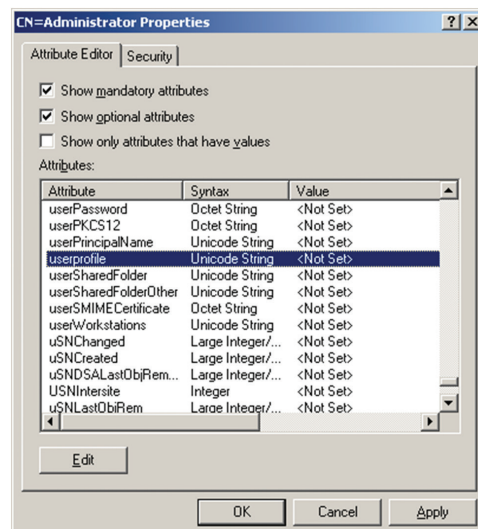 CN=Administrator Properties
Attribute Editor Security
Show mandatory attributes
Show optional attributes
Show only attributes that have values
Attributes:
Attribute Syntax Value
userPassword Octet String <Not Set>
userPKCS12 Octet String <Not Set>
userPrincipalName Unicode String <Not Set>
userprofile Unicode String <Not Set>
userSharedFolder Unicode String <Not Set>
userSharedFolderOther Unicode String <Not Set>
userSMIMECertificate Octet String <Not Set>
userWorkstations Unicode String <Not Set>
uSNChanged Large Integer/... <Not Set>
uSNCreated Large Integer/... <Not Set>
uSNDSALastObjRem... Large Integer/... <Not Set>
USNIntersite Integer <Not Set>
uSNLastObjRem Large Integer/... <Not Set>
Edit
OK Cancel Apply